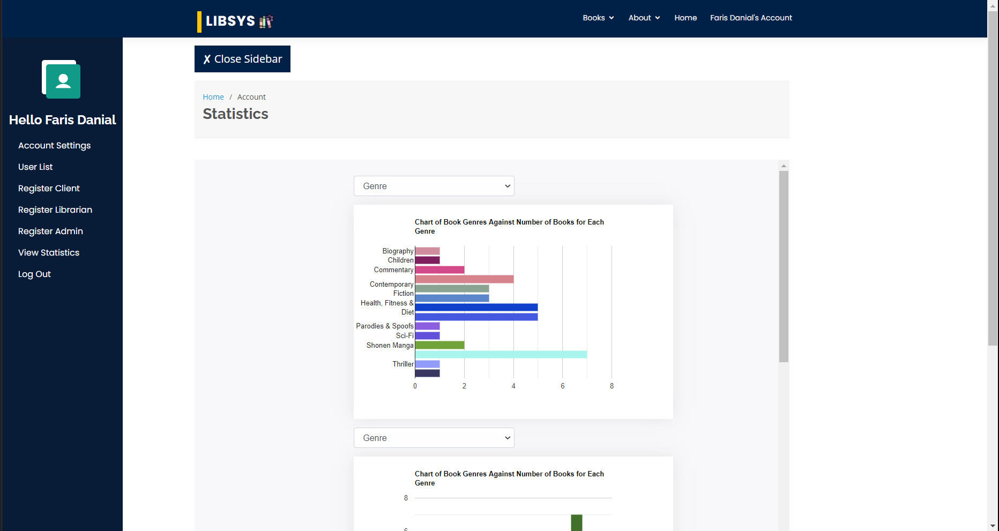 LIBSYS
Books
About
Home
Faris Danial's Account
✗ Close Sidebar
Hello Faris Danial
Account Settings
User List
Register Client
Register Librarian
Register Admin
View Statistics
Log Out
Home / Account
Statistics
Genre
Chart of Book Genres Against Number of Books for Each
Genre
Biography
Children
Commentary
Contemporary
Fiction
Health, Fitness &
Diet
Parodies & Spoofs
Sci-Fi
Shonen Manga
Thriller
0 2 4 6 8
Genre
Chart of Book Genres Against Number of Books for Each
Genre
8
6